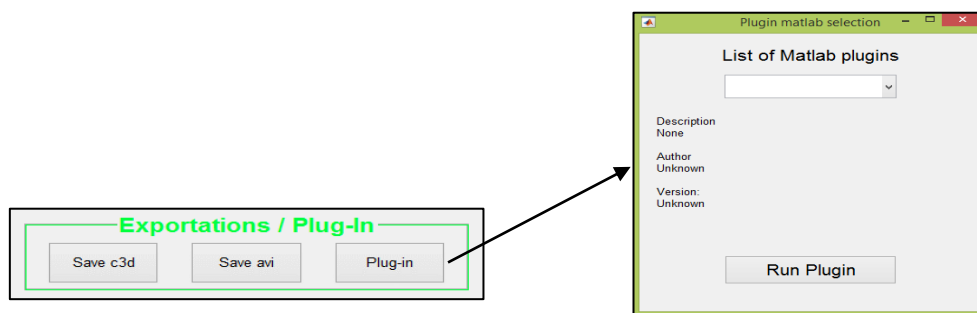 Exportations / Plug-In
Save c3d
Save avi
Plug-in
Plugin matlab selection
List of Matlab plugins
Description
None
Author
Unknown
Version:
Unknown
Run Plugin